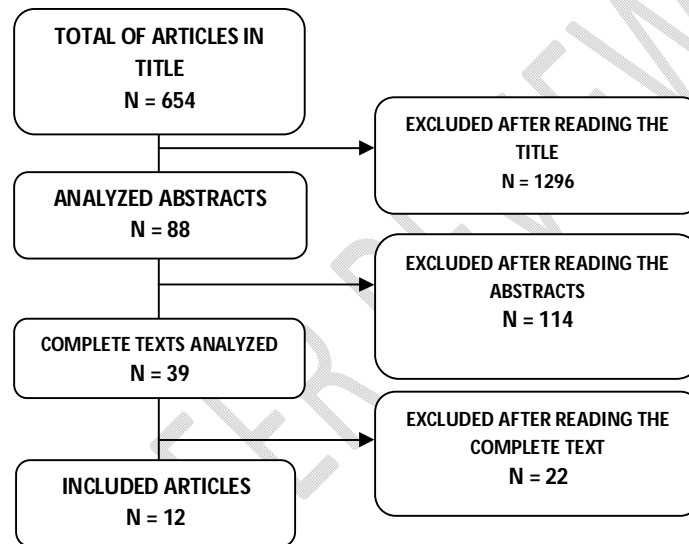 TOTAL OF ARTICLES IN
TITLE
N = 654
EXCLUDED AFTER READING THE
TITLE
N = 1296
ANALYZED ABSTRACTS
N = 88
EXCLUDED AFTER READING THE
ABSTRACTS
N = 114
COMPLETE TEXTS ANALYZED
N = 39
EXCLUDED AFTER READING THE
COMPLETE TEXT
N = 22
INCLUDED ARTICLES
N = 12